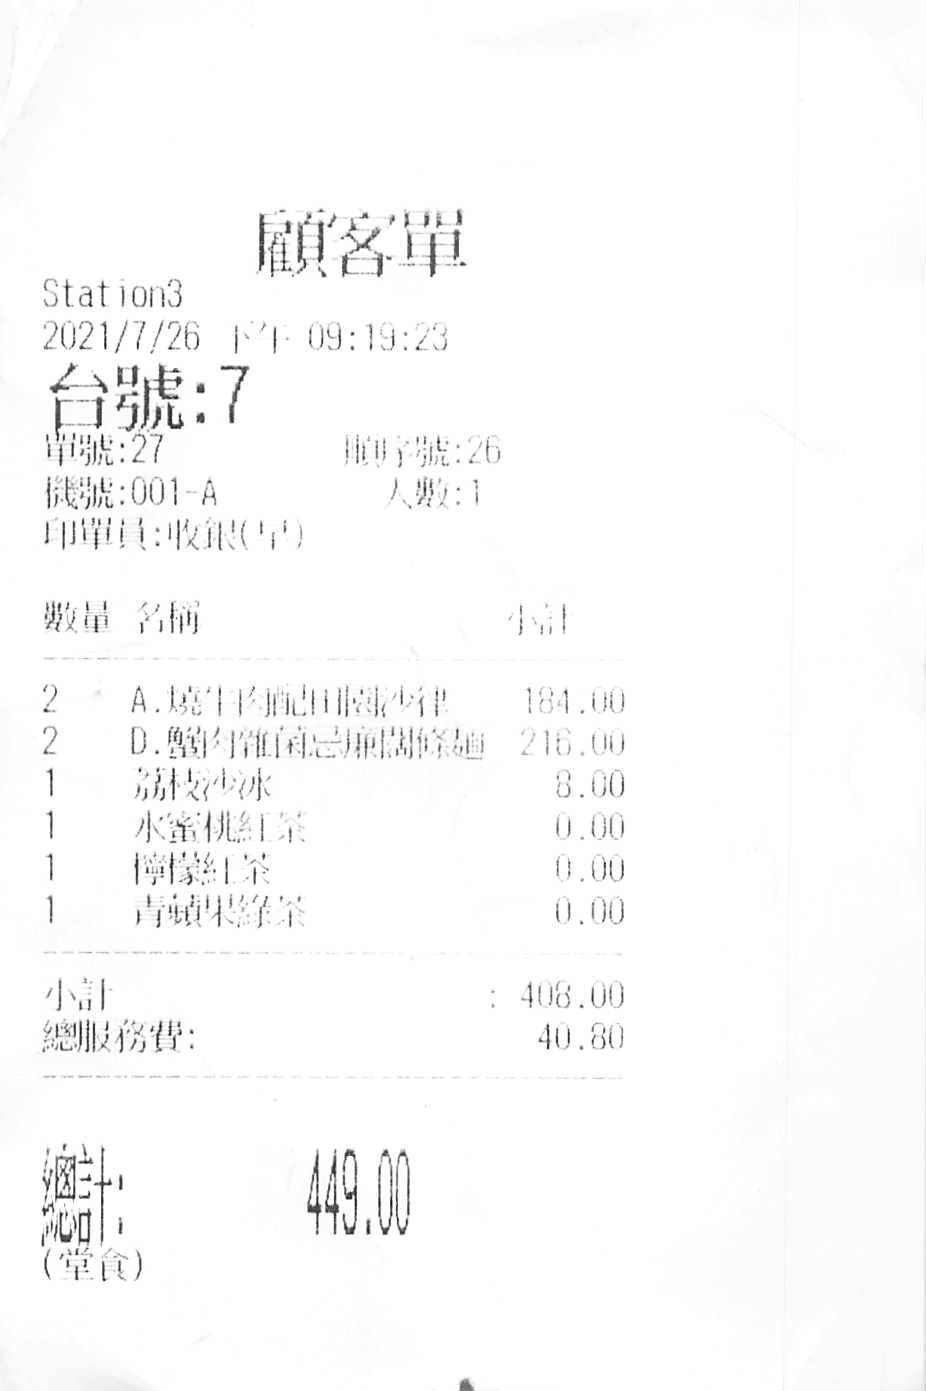 顧客單
Station3
2021/7/26 下午 09:19:23
台號:7
單號:27 順序號:26
機號:001-A 人數:1
印單員:收銀(早)
數量 名稱 小計
2 A.燒牛肉配田園沙律 184.00
2 D.蟹肉雜菌忌廉闊條麵 216.00
1 荔枝沙冰 8.00
1 水蜜桃紅茶 0.00
1 檸檬紅茶 0.00
1 青蘋果綠茶 0.00
小計 : 408.00
總服務費: 40.80
總計: 449.00
(堂食)